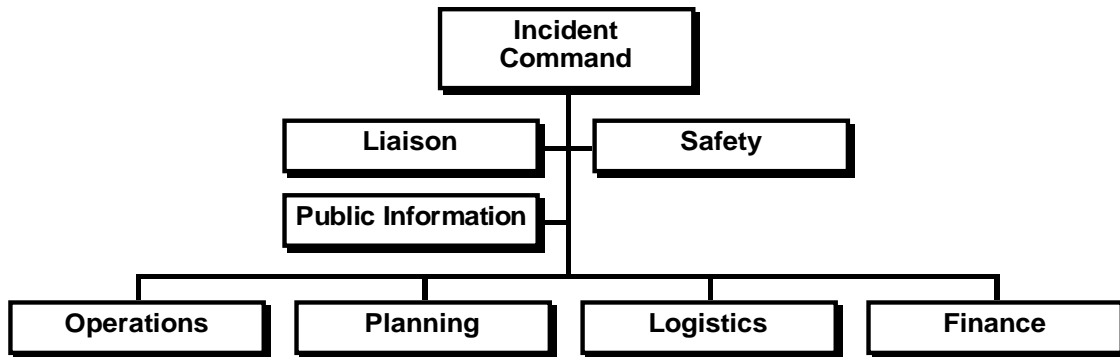 Incident
Command
Liaison
Safety
Public Information
Operations
Planning
Logistics
Finance